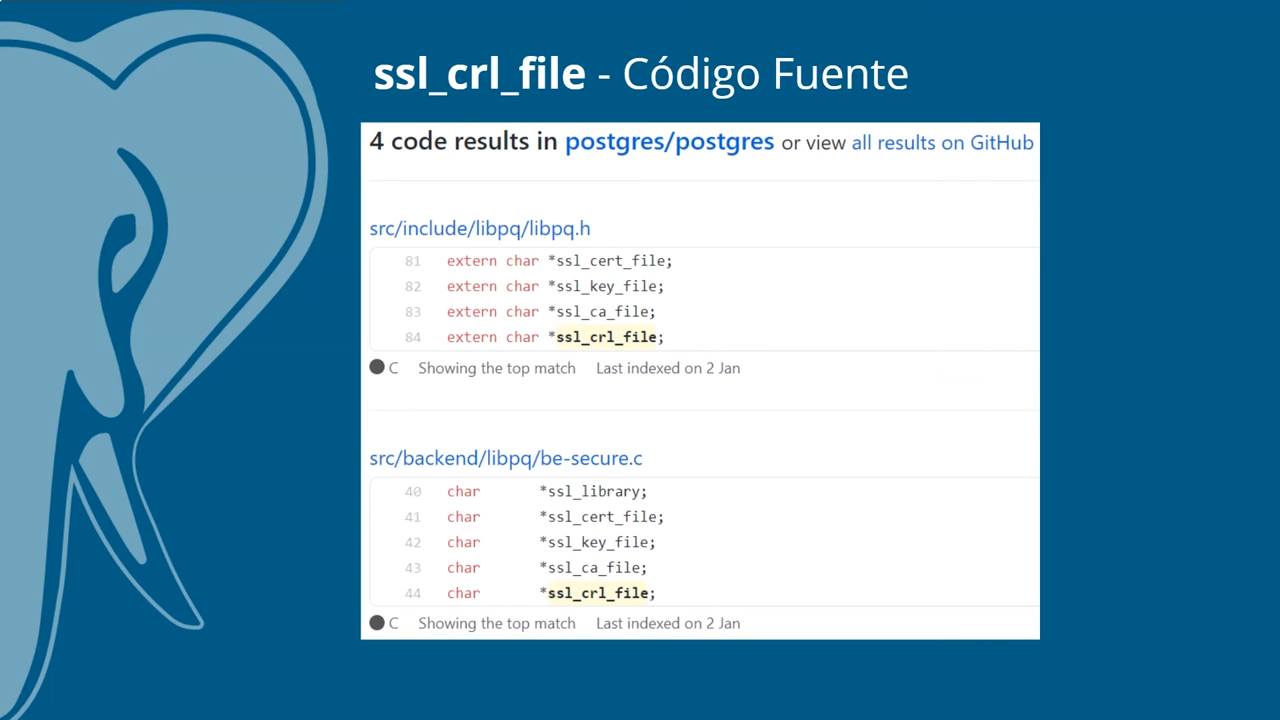 ssl_crl_file - Código Fuente
4 code results in postgres/postgres or view all results on GitHub
src/include/libpq/libpq.h
81 extern char *ssl_cert_file;
82 extern char *ssl_key_file;
83 extern char *ssl_ca_file;
84 extern char *ssl_crl_file;
C Showing the top match Last indexed on 2 Jan
src/backend/libpq/be-secure.c
40 char *ssl_library;
41 char *ssl_cert_file;
42 char *ssl_key_file;
43 char *ssl_ca_file;
44 char *ssl_crl_file;
C Showing the top match Last indexed on 2 Jan